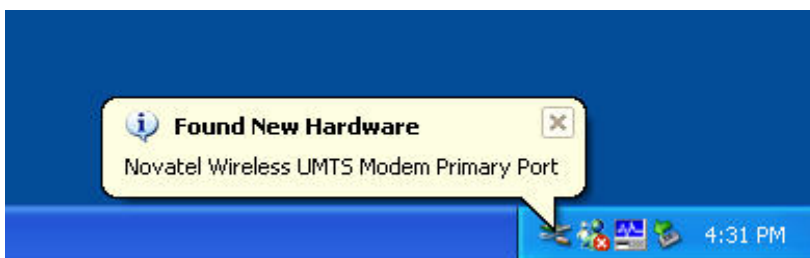 Found New Hardware
Novatel Wireless UMTS Modem Primary Port
4:31 PM